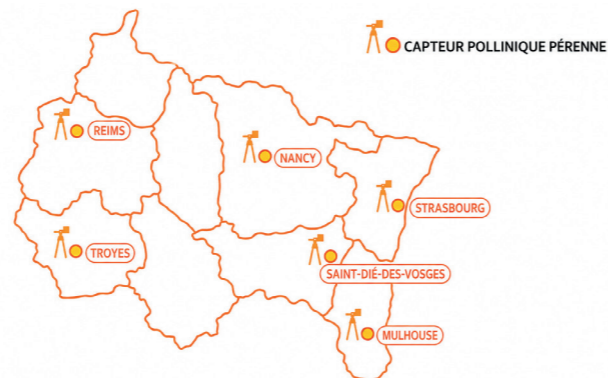 CAPTEUR POLLINIQUE PÉRENNE
REIMS
NANCY
STRASBOURG
TROYES
SAINT-DIÉ-DES-VOSGES
MULHOUSE